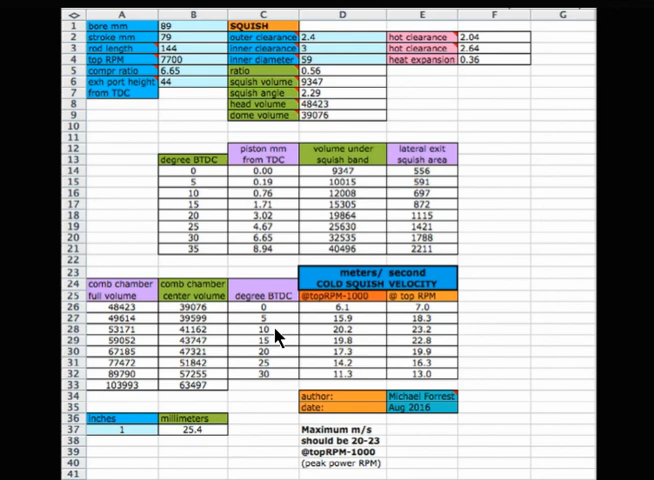 A B C D E F G
1 bore mm 89 SQUISH
2 stroke mm 79 outer clearance 2.4 hot clearance 2.04
3 rod length 144 inner clearance 3 hot clearance 2.64
4 top RPM 7700 inner diameter 59 heat expansion 0.36
5 compr ratio 6.65 ratio 0.56
6 exh port height 44 squish volume 9347
7 from TDC squish angle 2.29
8 head volume 48423
9 dome volume 39076
10
11
12 piston mm volume under lateral exit
13 degree BTDC from TDC squish band squish area
14 0 0.00 9347 556
15 5 0.19 10015 591
16 10 0.76 12008 697
17 15 1.71 15305 872
18 20 3.02 19864 1115
19 25 4.67 25630 1421
20 30 6.65 32535 1788
21 35 8.94 40496 2211
22
23 meters/ second
24 comb chamber comb chamber COLD SQUISH VELOCITY
25 full volume center volume degree BTDC @topRPM-1000 @ top RPM
26 48423 39076 0 6.1 7.0
27 49614 39599 5 15.9 18.3
28 53171 41162 10 20.2 23.2
29 59052 43747 15 19.8 22.8
30 67185 47321 20 17.3 19.9
31 77472 51842 25 14.2 16.3
32 89790 57255 30 11.3 13.0
33 103993 63497
34 author: Michael Forrest
35 date: Aug 2016
36 inches millimeters
37 1 25.4 Maximum m/s
38 should be 20-23
39 @topRPM-1000
40 (peak power RPM)
41